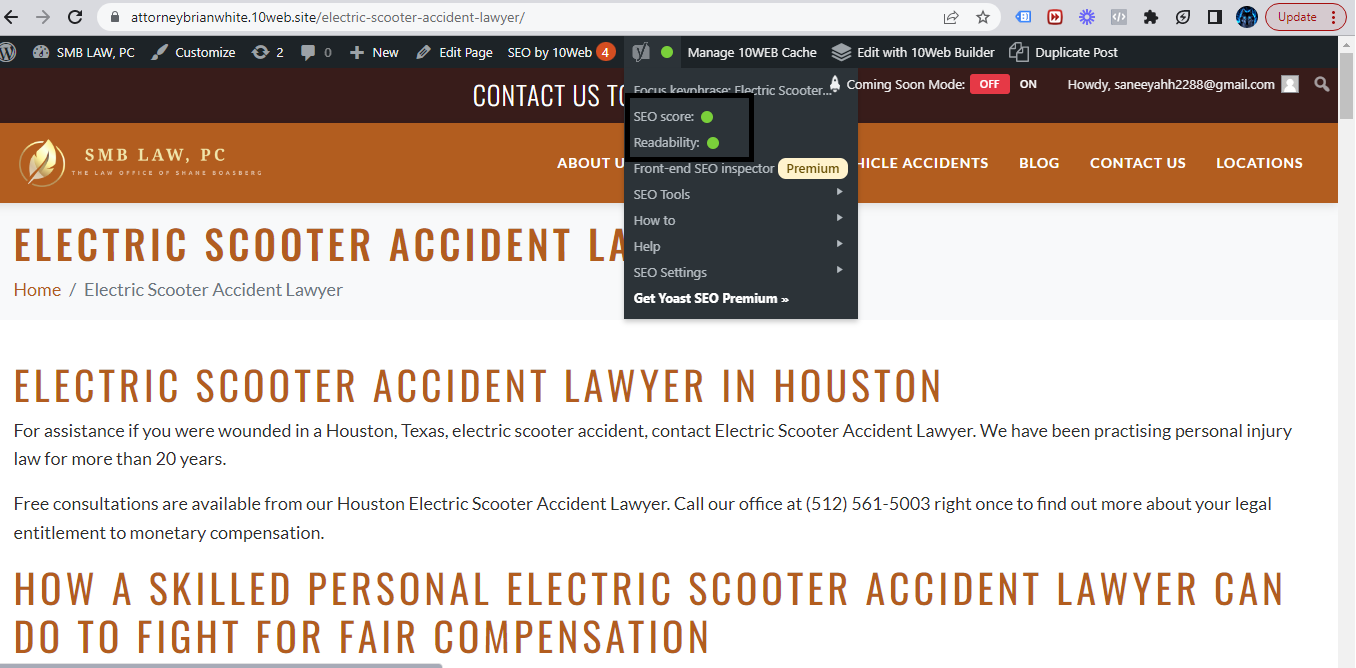 attorneybrianwhite.10web.site/electric-scooter-accident-lawyer/
Update
SMB LAW, PC Customize 2 0 New Edit Page SEO by 10Web 4 Manage 10WEB Cache Edit with 10Web Builder Duplicate Post
Focus keyphrase: Electric Scooter...
Coming Soon Mode: OFF ON Howdy, saneeyahh2288@gmail.com
CONTACT US TO
SEO score:
Readability:
Front-end SEO inspector Premium
SEO Tools
How to
Help
SEO Settings
Get Yoast SEO Premium »
SMB LAW, PC
THE LAW OFFICE OF SHANE BOASBERG
ABOUT U HICLE ACCIDENTS BLOG CONTACT US LOCATIONS
ELECTRIC SCOOTER ACCIDENT LA
Home / Electric Scooter Accident Lawyer
ELECTRIC SCOOTER ACCIDENT LAWYER IN HOUSTON
For assistance if you were wounded in a Houston, Texas, electric scooter accident, contact Electric Scooter Accident Lawyer. We have been practising personal injury
law for more than 20 years.
Free consultations are available from our Houston Electric Scooter Accident Lawyer. Call our office at (512) 561-5003 right once to find out more about your legal
entitlement to monetary compensation.
HOW A SKILLED PERSONAL ELECTRIC SCOOTER ACCIDENT LAWYER CAN
DO TO FIGHT FOR FAIR COMPENSATION